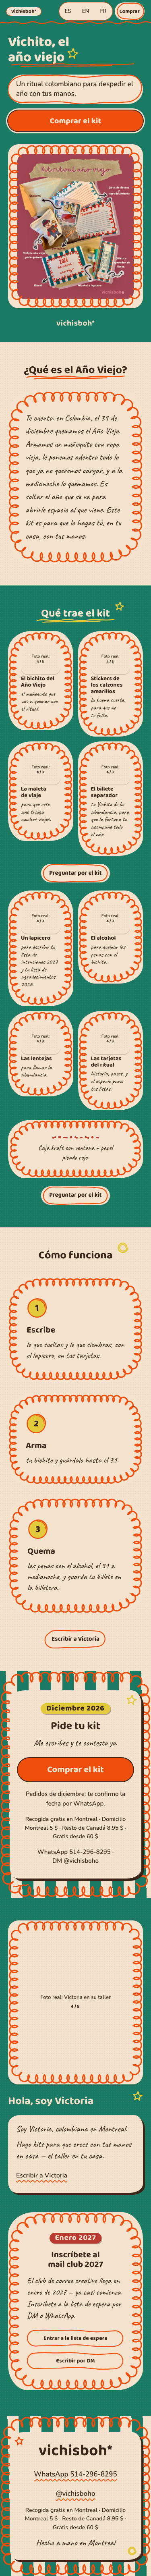 vichisboh*
ES EN FR
Comprar
Vichito, el
año viejo
Un ritual colombiano para despedir el
año con tus manos.
Comprar el kit
Kit ritual año viejo
vichisboh*
¿Qué es el Año Viejo?
Te cuento: en Colombia, el 31 de
diciembre quemamos el Año Viejo.
Armamos un muñequito con ropa
vieja, le ponemos adentro todo lo
que ya no queremos cargar, y a la
medianoche lo quemamos. Es
soltar el año que se va para
abrirle espacio al que viene. Este
kit es para que lo hagas tú, en tu
casa, con tus manos.
Qué trae el kit
Foto real:
4/5
El bichito del
Año Viejo
el muñequito que
vas a quemar con
el ritual.
Foto real:
4/5
Stickers de
los calzones
amarillos
la buena suerte,
para que no
te falte.
Foto real:
4/5
La maleta
de viaje
para que este
año traiga
muchos viajes.
Foto real:
4/5
El billete
separador
tu Vichito de la
abundancia, para
que la fortuna te
acompañe todo
el año.
Preguntar por el kit
Foto real:
4/5
Un lapicero
para escribir tu
lista de
intenciones 2027
y tu lista de
agradecimientos
2026.
Foto real:
4/5
El alcohol
para quemar las
penas con el
bichito.
Foto real:
4/5
Las lentejas
para llamar la
abundancia.
Foto real:
4/5
Las tarjetas
del ritual
historia, pasos, y
el espacio para
tus listas.
Caja kraft con ventana + papel
picado rojo.
Preguntar por el kit
Cómo funciona
1
Escribe
lo que sueltas y lo que siembras, con
el lapicero, en tus tarjetas.
2
Arma
tu bichito y guárdalo hasta el 31.
3
Quema
las penas con el alcohol, el 31 a
medianoche, y guarda tu billete en
la billetera.
Escribir a Victoria
Diciembre 2026
Pide tu kit
Me escribes y te contesto yo.
Comprar el kit
Pedidos de diciembre: te confirmo la
fecha por WhatsApp.
Recogida gratis en Montreal · Domicilio
Montreal 5 $ · Resto de Canadá 8,95 $ ·
Gratis desde 60 $
WhatsApp 514-296-8295 ·
DM @vichisboho
Foto real: Victoria en su taller
4/5
Hola, soy Victoria
Soy Victoria, colombiana en Montreal.
Hago kits para que crees con tus manos
en casa — el taller en tu casa.
Escribir a Victoria
Enero 2027
Inscríbete al
mail club 2027
El club de correo creativo llega en
enero de 2027 — ya casi comienza.
Inscríbete a la lista de espera por
DM o WhatsApp.
Entrar a la lista de espera
Escribir por DM
vichisboh*
WhatsApp 514-296-8295
@vichisboho
Recogida gratis en Montreal · Domicilio
Montreal 5 $ · Resto de Canadá 8,95 $ ·
Gratis desde 60 $
Hecho a mano en Montreal